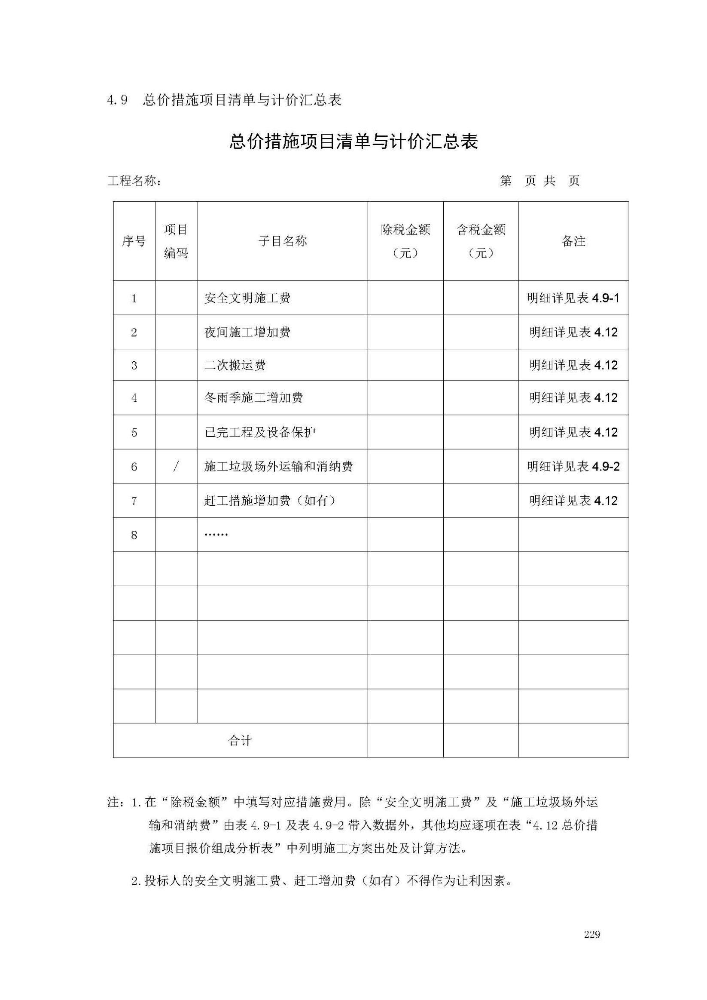 4.9 总价措施项目清单与计价汇总表
总价措施项目清单与计价汇总表
工程名称： 第 页 共 页
序号 项目编码 子目名称 除税金额（元） 含税金额（元） 备注
1 安全文明施工费 明细详见表 4.9-1
2 夜间施工增加费 明细详见表 4.12
3 二次搬运费 明细详见表 4.12
4 冬雨季施工增加费 明细详见表 4.12
5 已完工程及设备保护 明细详见表 4.12
6 / 施工垃圾场外运输和消纳费 明细详见表 4.9-2
7 赶工措施增加费（如有） 明细详见表 4.12
8 ……
合计
注：1.在“除税金额”中填写对应措施费用。除“安全文明施工费”及“施工垃圾场外运
输和消纳费”由表 4.9-1 及表 4.9-2 带入数据外，其他均应逐项在表“4.12 总价措
施项目报价组成分析表”中列明施工方案出处及计算方法。
2.投标人的安全文明施工费、赶工增加费（如有）不得作为让利因素。
229